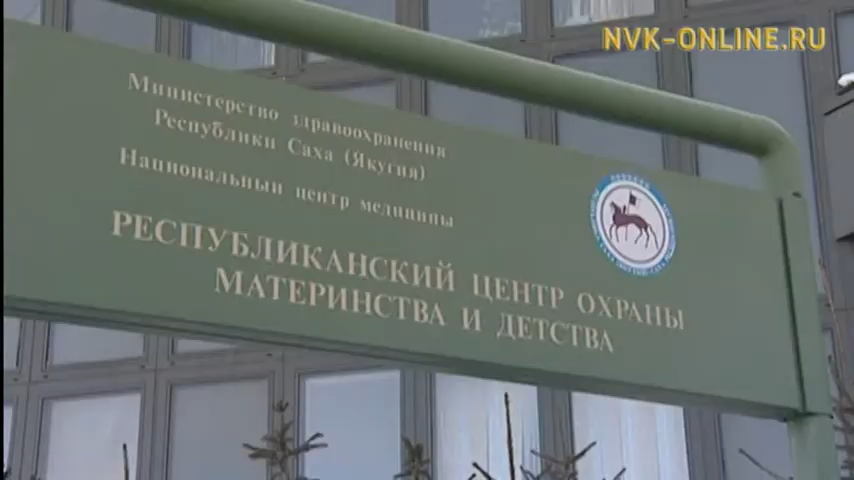 NVK-ONLINE.RU
Министерство здравоохранения
Республики Саха (Якутия)
Национальный центр медицины
РЕСПУБЛИКАНСКИЙ ЦЕНТР ОХРАНЫ
МАТЕРИНСТВА И ДЕТСТВА